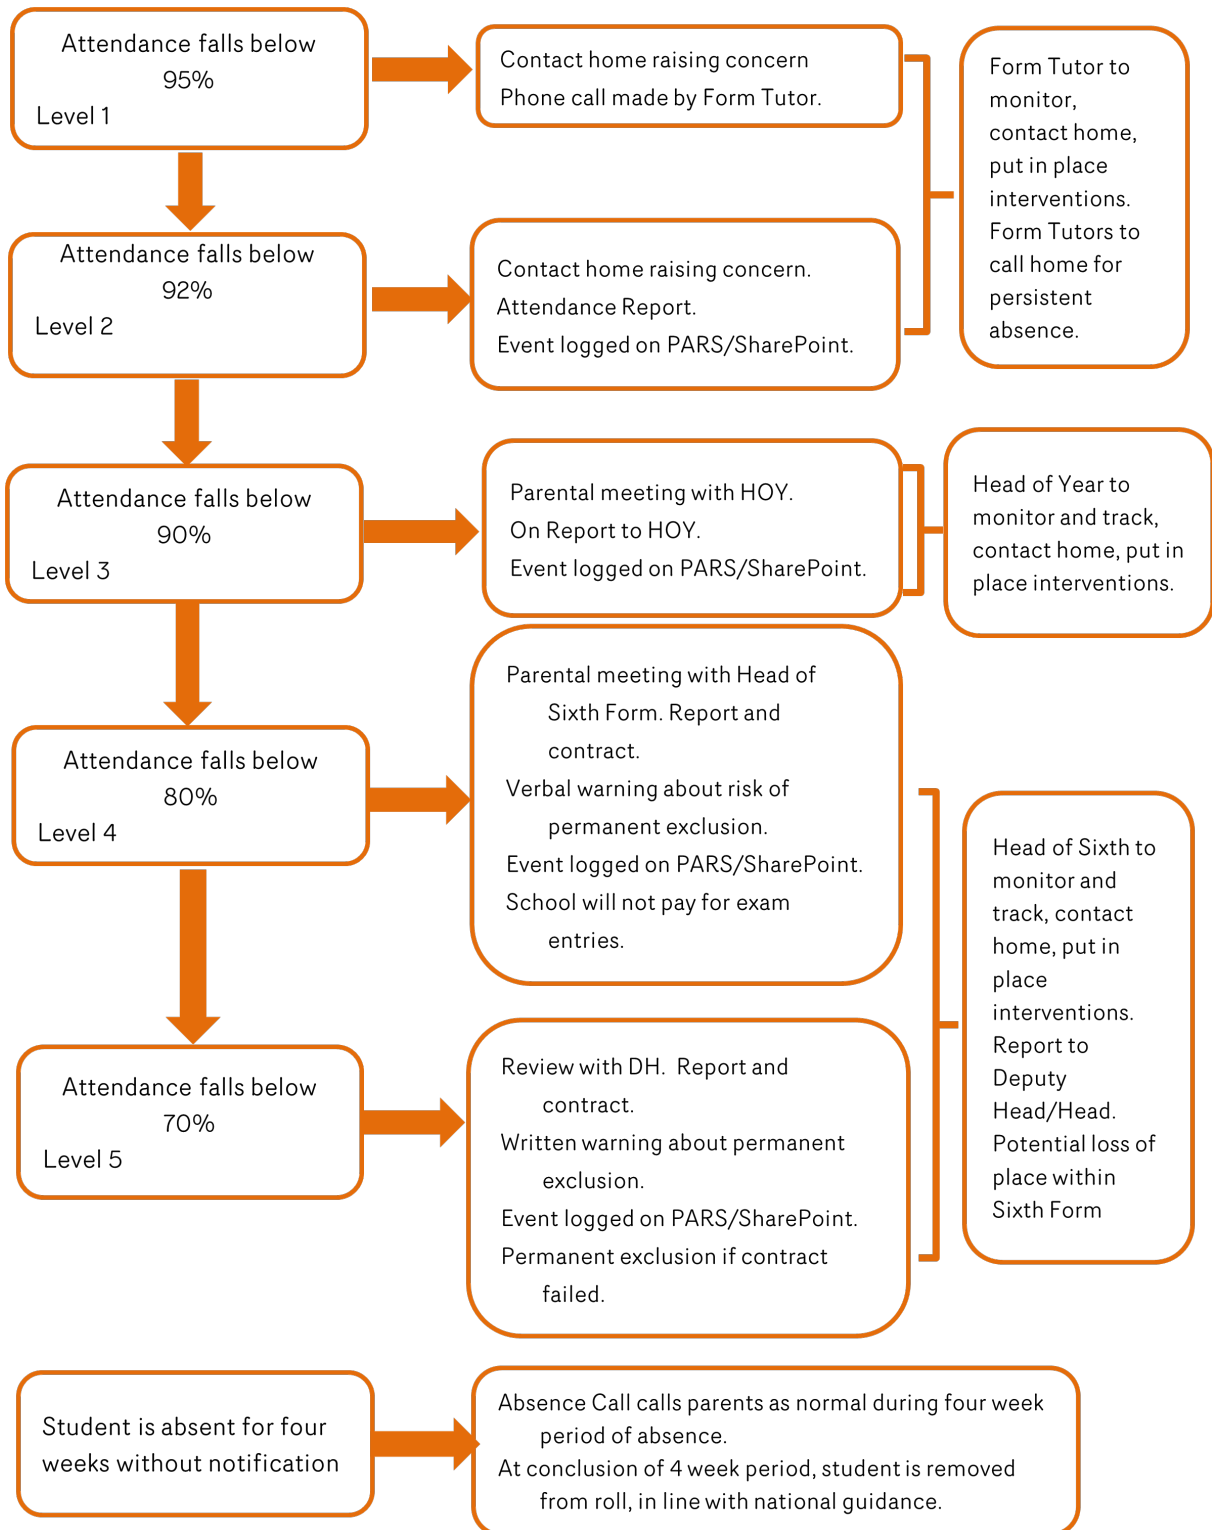 Attendance falls below
95%
Level 1
Contact home raising concern
Phone call made by Form Tutor.
Form Tutor to
monitor,
contact home,
put in place
interventions.
Form Tutors to
call home for
persistent
absence.
Attendance falls below
92%
Level 2
Contact home raising concern.
Attendance Report.
Event logged on PARS/SharePoint.
Attendance falls below
90%
Level 3
Parental meeting with HOY.
On Report to HOY.
Event logged on PARS/SharePoint.
Head of Year to
monitor and track,
contact home, put in
place interventions.
Attendance falls below
80%
Level 4
Parental meeting with Head of
Sixth Form. Report and
contract.
Verbal warning about risk of
permanent exclusion.
Event logged on PARS/SharePoint.
School will not pay for exam
entries.
Head of Sixth to
monitor and
track, contact
home, put in
place
interventions.
Report to
Deputy
Head/Head.
Potential loss of
place within
Sixth Form
Attendance falls below
70%
Level 5
Review with DH. Report and
contract.
Written warning about permanent
exclusion.
Event logged on PARS/SharePoint.
Permanent exclusion if contract
failed.
Student is absent for four
weeks without notification
Absence Call calls parents as normal during four week
period of absence.
At conclusion of 4 week period, student is removed
from roll, in line with national guidance.